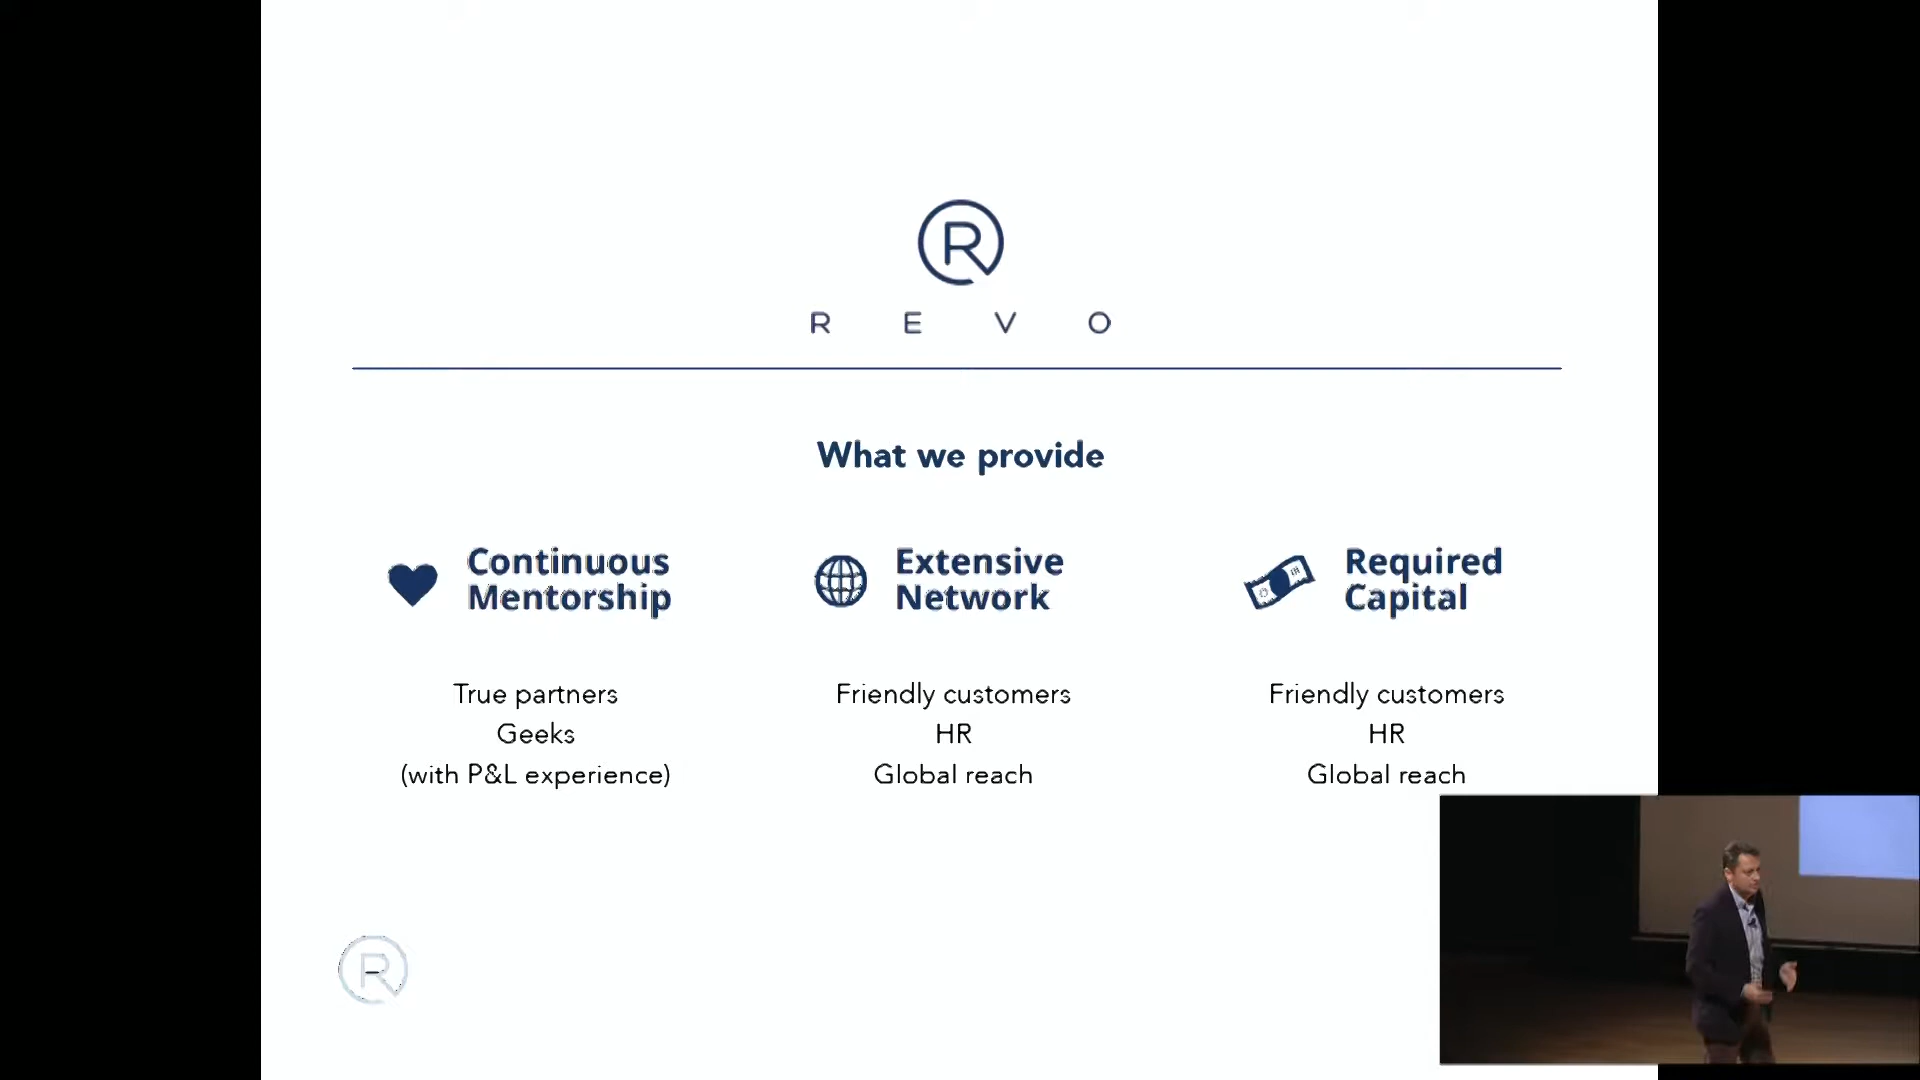 R
R E V O
What we provide
Continuous
Mentorship
Extensive
Network
Required
Capital
True partners
Geeks
(with P&L experience)
Friendly customers
HR
Global reach
Friendly customers
HR
Global reach
R